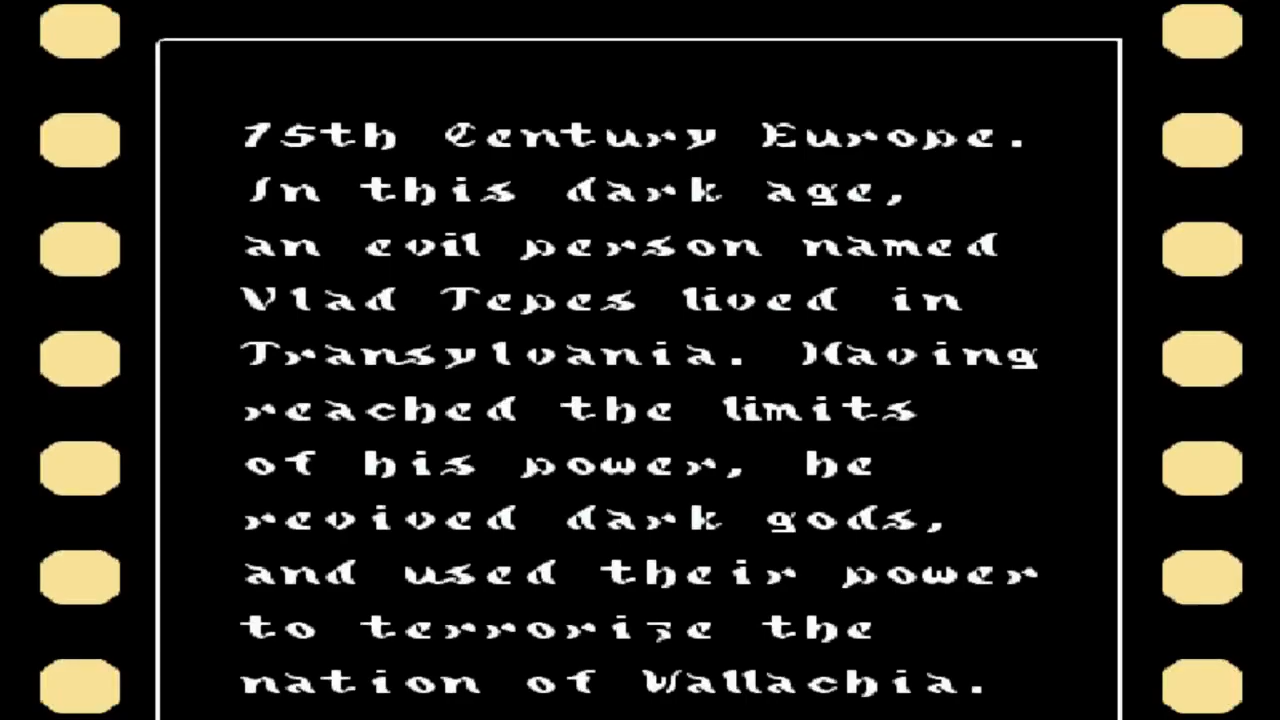 15th Century Europe.
In this dark age,
an evil person named
Vlad Tepes lived in
Transylvania. Having
reached the limits
of his power, he
revived dark gods,
and used their power
to terrorize the
nation of Wallachia.